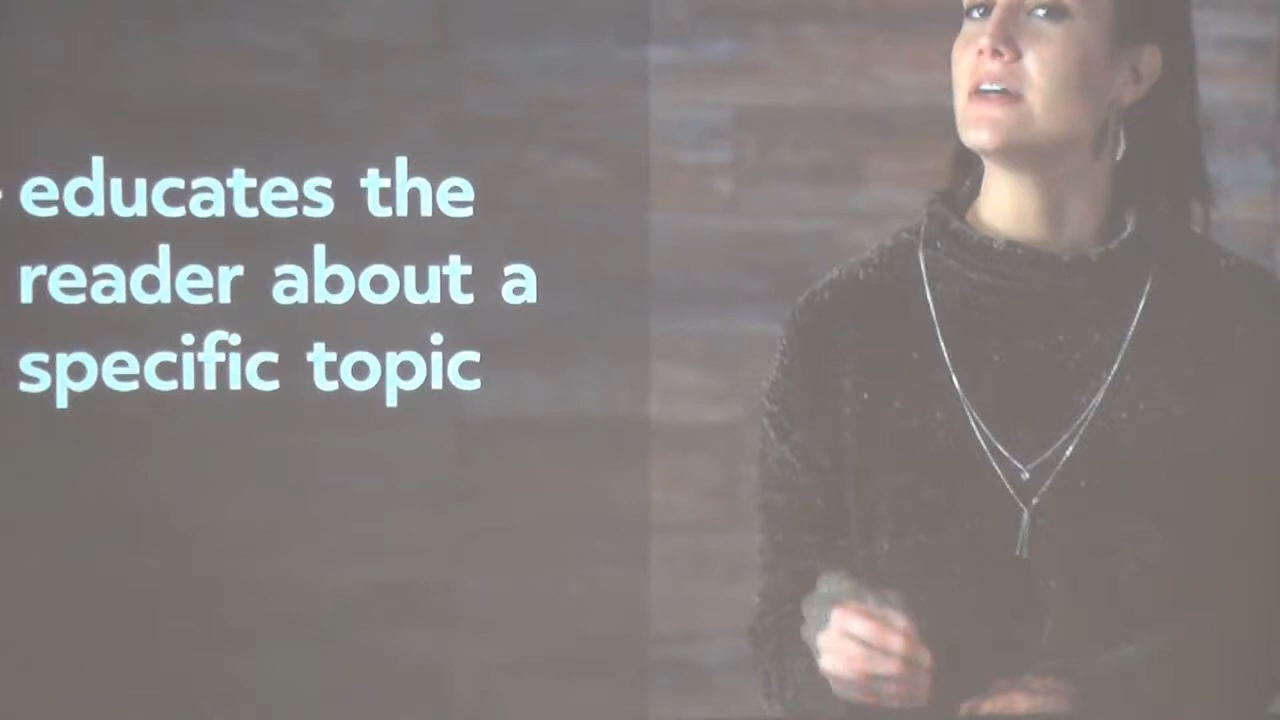 educates the
reader about a
specific topic